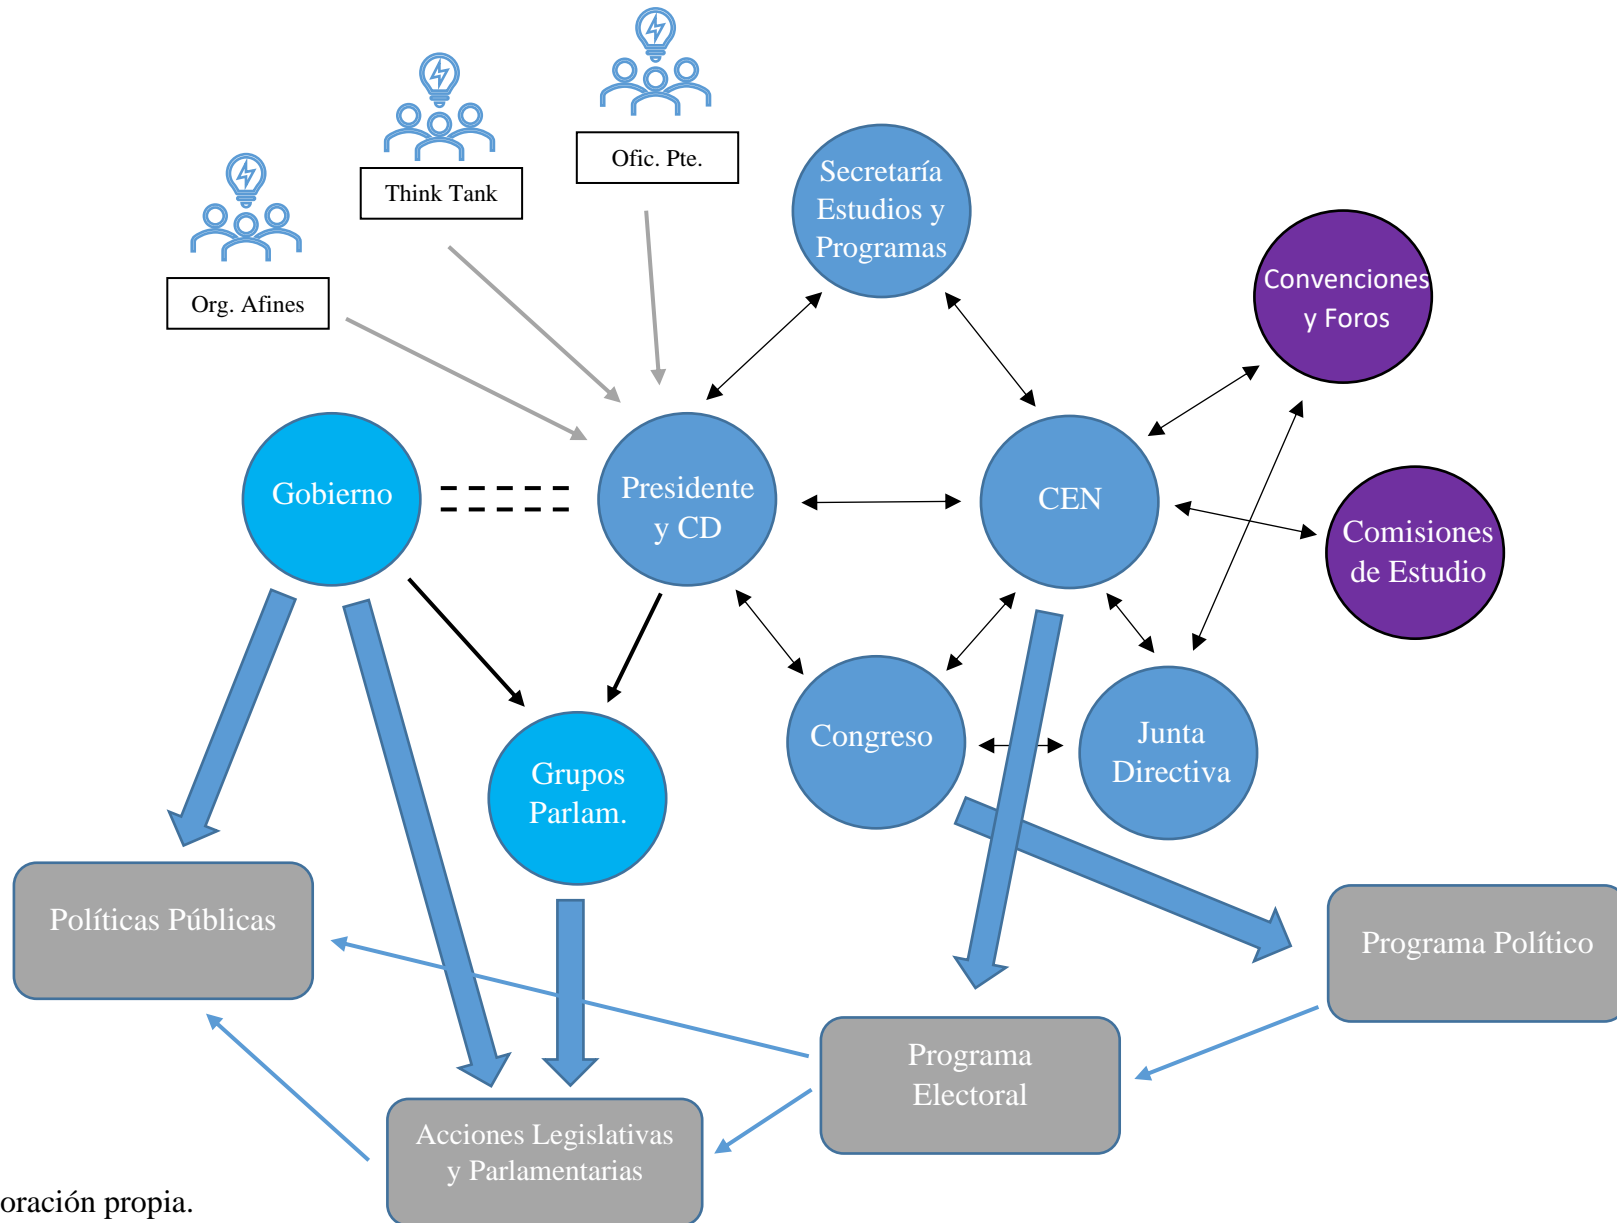 Ofic. Pte.
Think Tank
Org. Afines
Secretaría
Estudios y
Programas
Convenciones
y Foros
Gobierno
Presidente
y CD
CEN
Comisiones
de Estudio
Grupos
Parlam.
Congreso
Junta
Directiva
Políticas Públicas
Programa Político
Programa
Electoral
Acciones Legislativas
y Parlamentarias
oración propia.